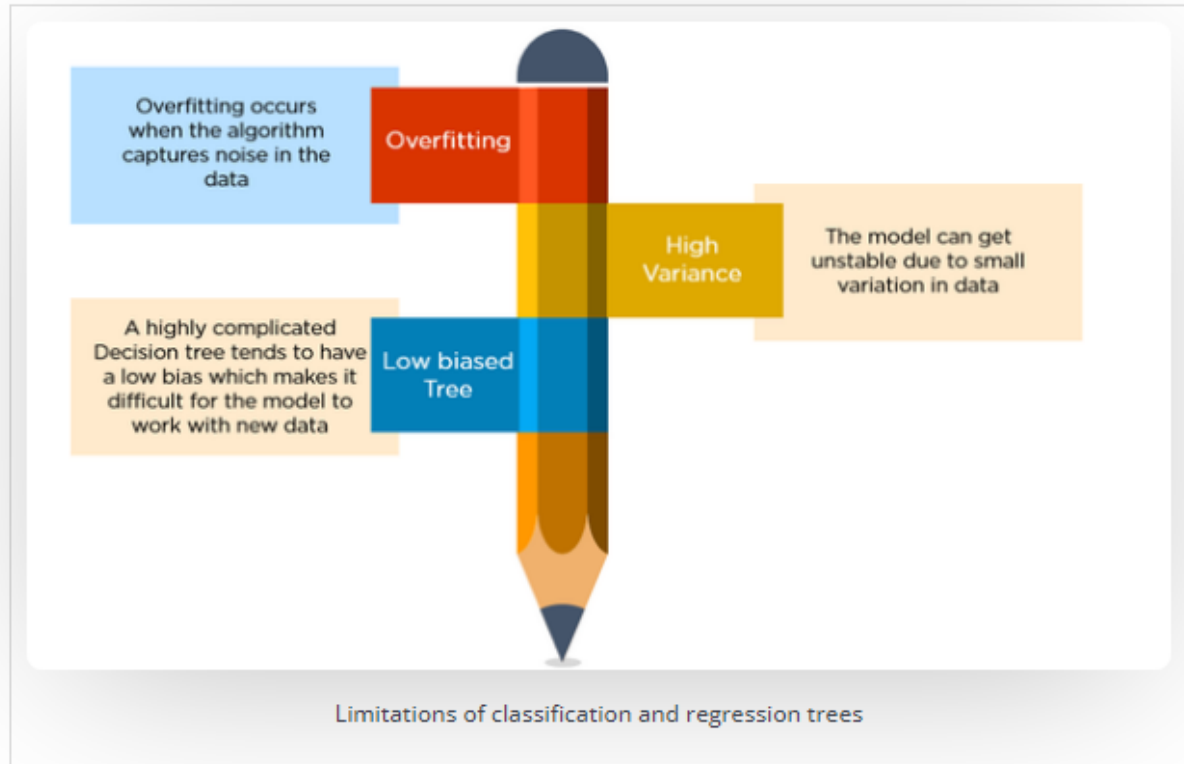 Overfitting occurs
when the algorithm
captures noise in the
data
Overfitting
High
Variance
The model can get
unstable due to small
variation in data
A highly complicated
Decision tree tends to have
a low bias which makes it
difficult for the model to
work with new data
Low biased
Tree
Limitations of classification and regression trees